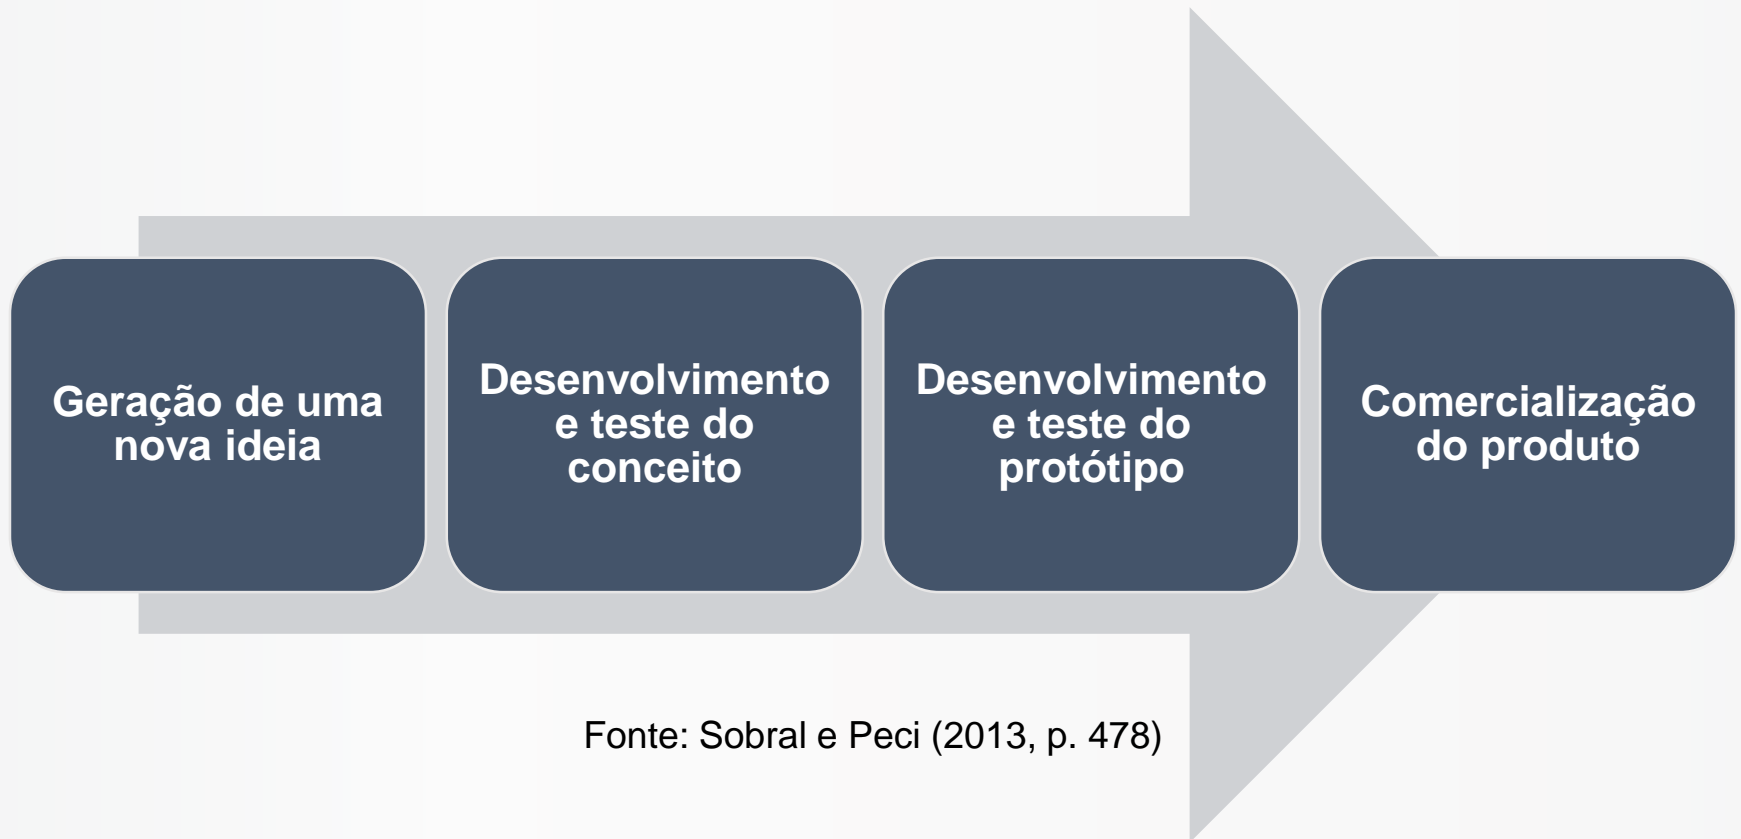 Geração de uma
nova ideia
Desenvolvimento
e teste do
conceito
Desenvolvimento
e teste do
protótipo
Comercialização
do produto
Fonte: Sobral e Peci (2013, p. 478)